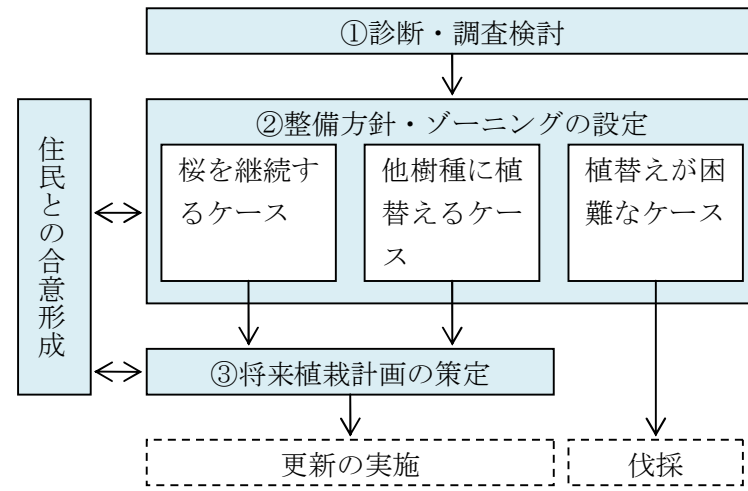 ①診断・調査検討
②整備方針・ゾーニングの設定
住民との合意形成
桜を継続す
るケース
他樹種に植
替えるケー
ス
植替えが困
難なケース
③将来植栽計画の策定
更新の実施
伐採